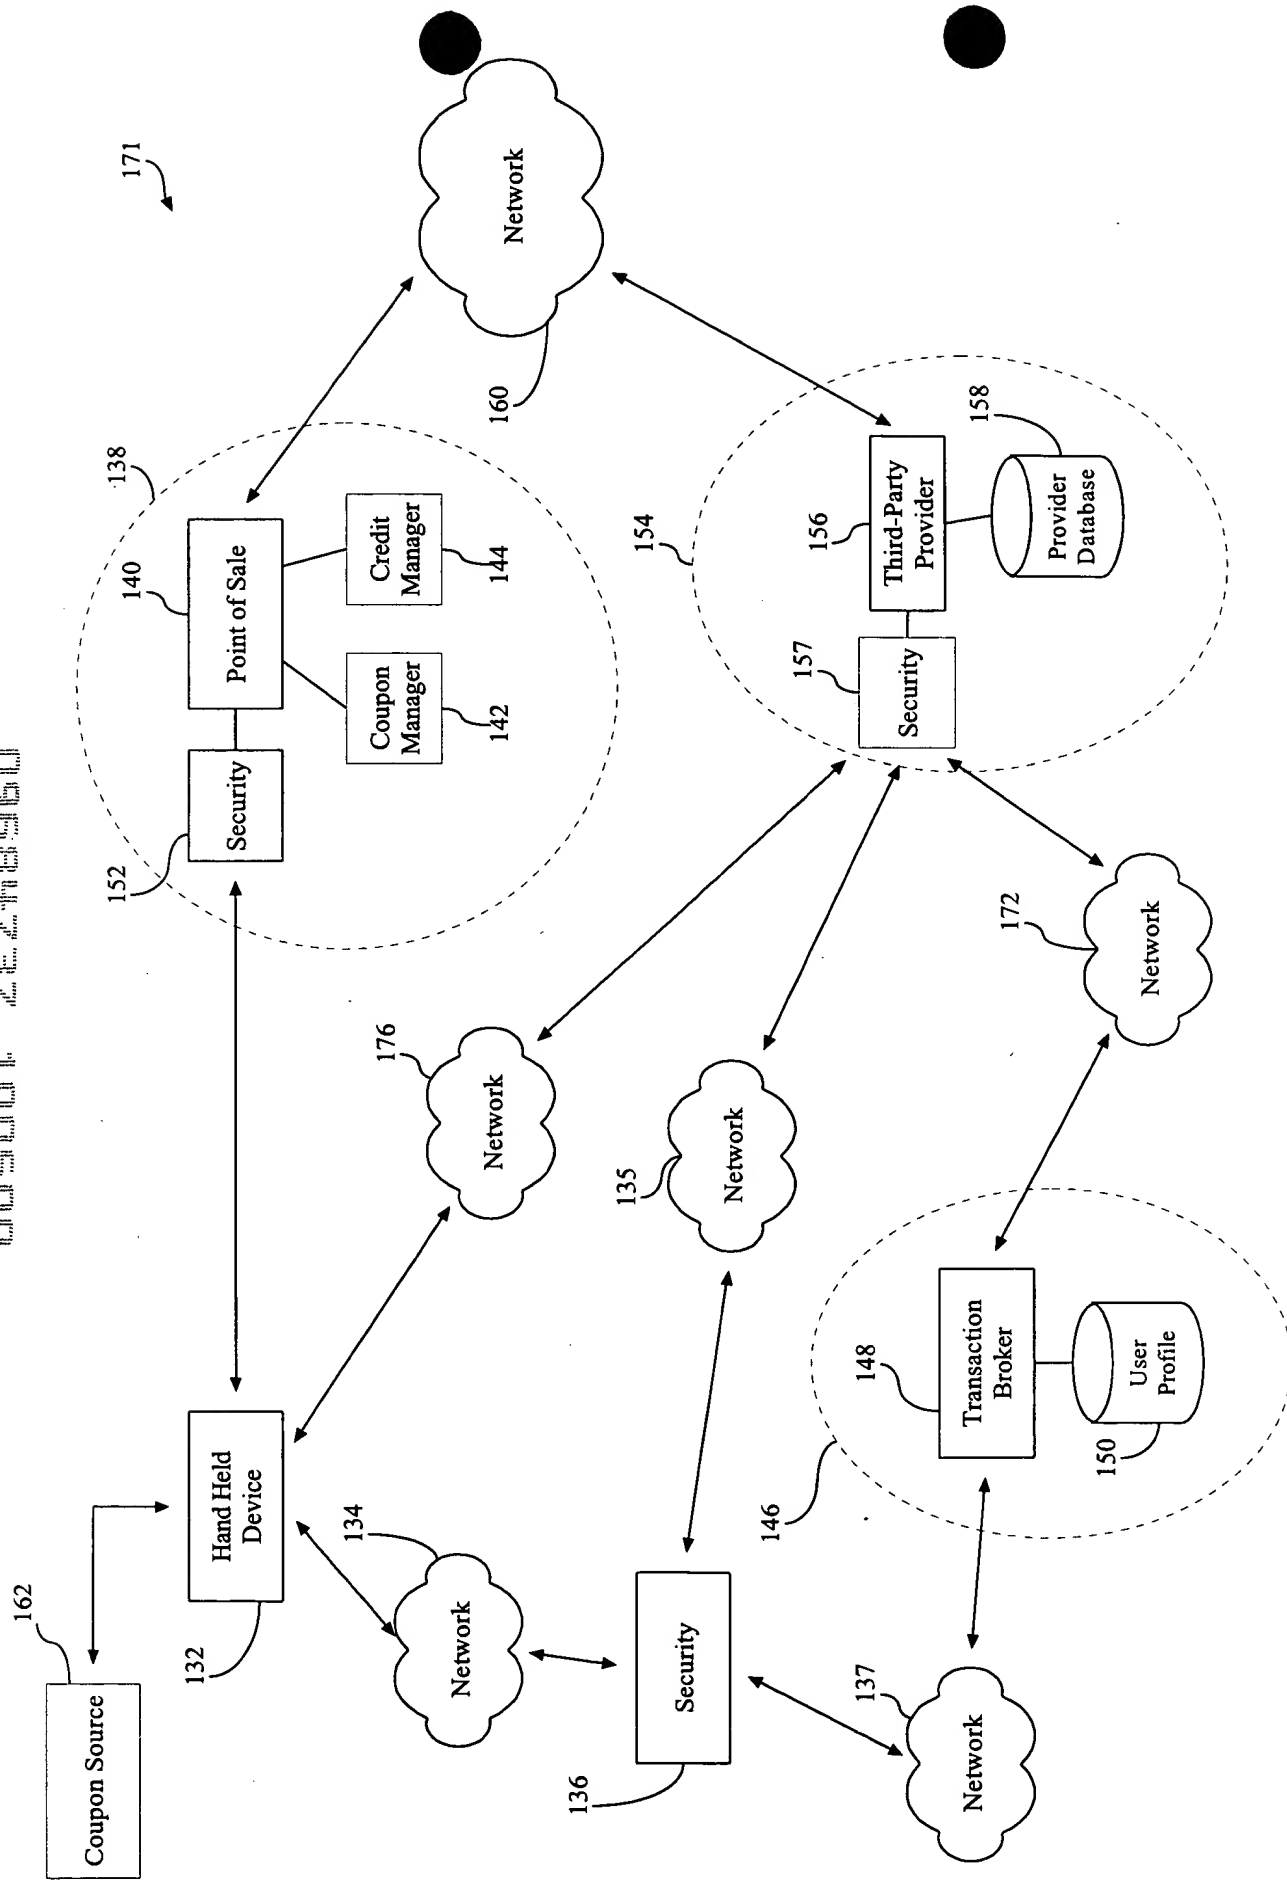 171
162
Coupon Source
132
Hand Held
Device
152
Security
140
Point of Sale
138
142
Coupon
Manager
144
Credit
Manager
160
Network
134
Network
176
Network
136
Security
135
Network
154
157
Security
156
Third-Party
Provider
158
Provider
Database
137
Network
146
148
Transaction
Broker
150
User
Profile
172
Network